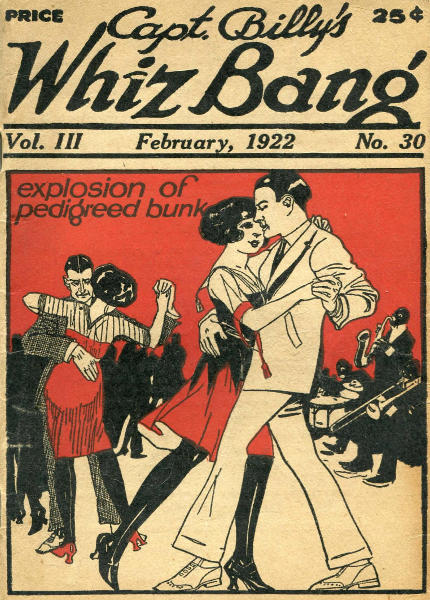 PRICE Capt. Billy's 25¢
Whiz Bang
Vol. III February, 1922 No. 30
explosion of
pedigreed bunk